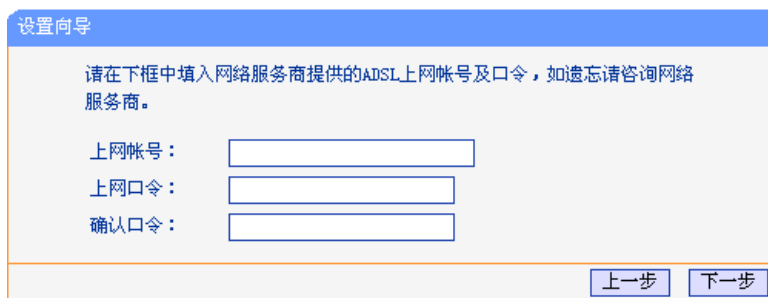 设置向导
请在下框中填入网络服务商提供的ADSL上网帐号及口令，如遗忘请咨询网络
服务商。
上网帐号：
上网口令：
确认口令：
上一步 下一步